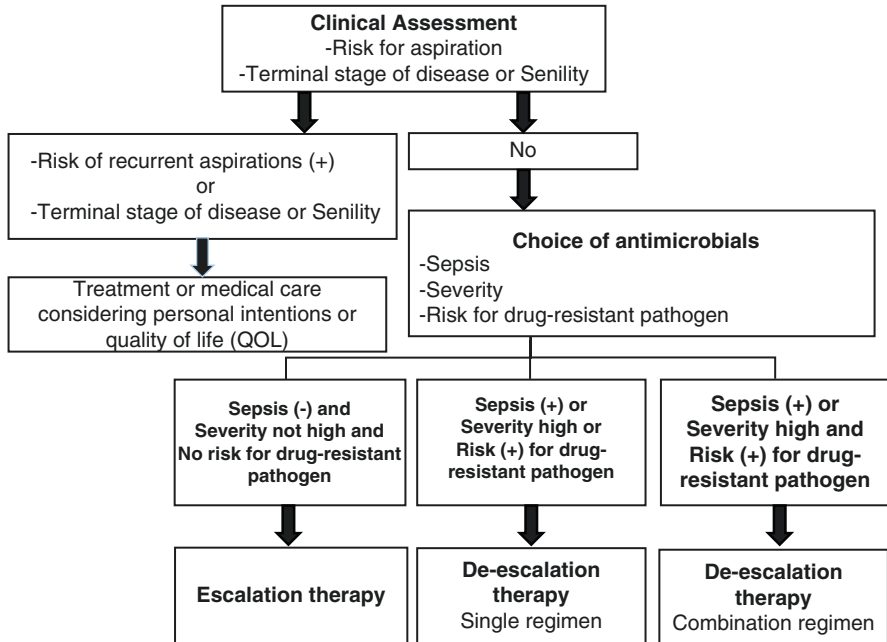 Clinical Assessment
-Risk for aspiration
-Terminal stage of disease or Senility
-Risk of recurrent aspirations (+)
or
-Terminal stage of disease or Senility
No
Treatment or medical care
considering personal intentions or
quality of life (QOL)
Choice of antimicrobials
-Sepsis
-Severity
-Risk for drug-resistant pathogen
Sepsis (-) and
Severity not high and
No risk for drug-resistant
pathogen
Sepsis (+) or
Severity high or
Risk (+) for drug-
resistant pathogen
Sepsis (+) or
Severity high and
Risk (+) for drug-
resistant pathogen
Escalation therapy
De-escalation
therapy
Single regimen
De-escalation
therapy
Combination regimen